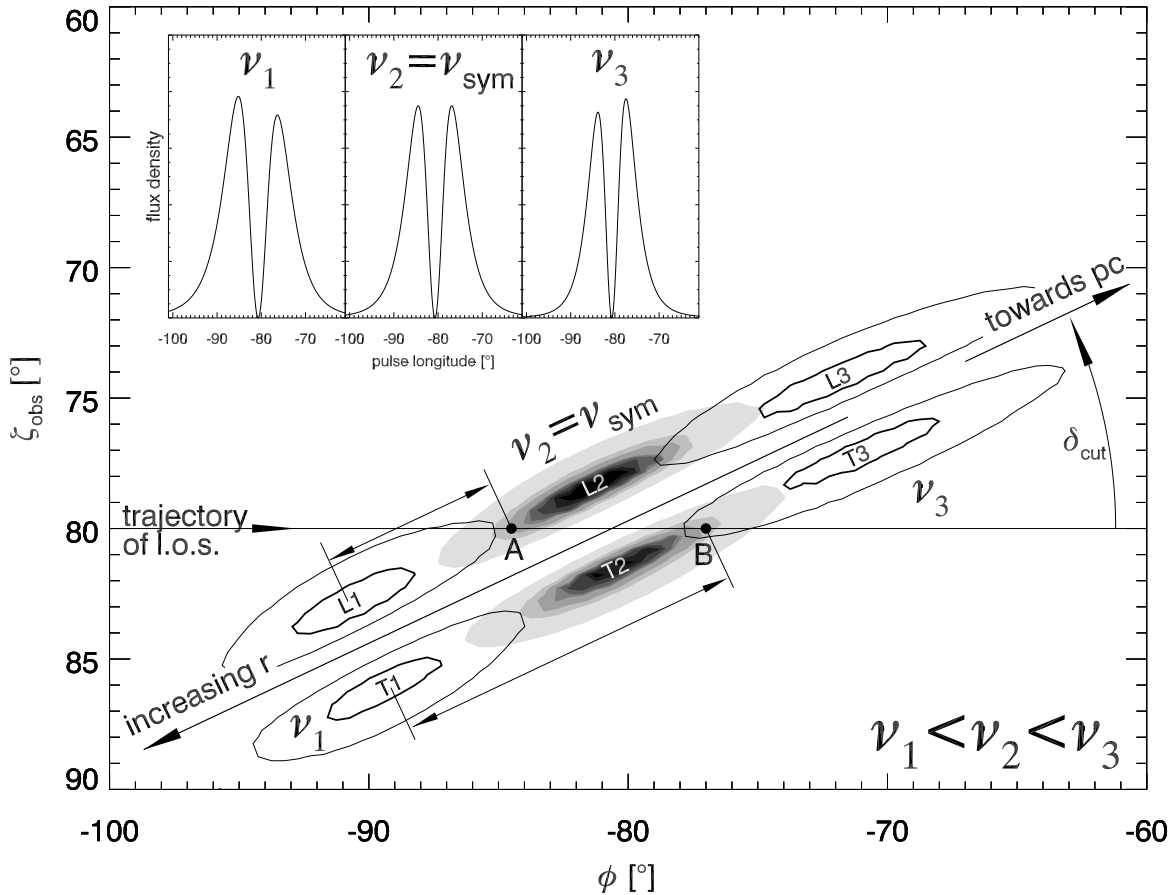 60
65
70
75
80
85
90
ζobs [°]
-100 -90 -80 -70 -60
ϕ [°]
ν1
ν2=νsym
ν3
flux density
-100 -90 -80 -70
-100 -90 -80 -70
-100 -90 -80 -70
pulse longitude [°]
towards pc
L3
δcut
ν2=νsym
T3
L2
ν3
trajectory
of l.o.s.
A
B
T2
L1
increasing r
T1
ν1
ν1<ν2<ν3